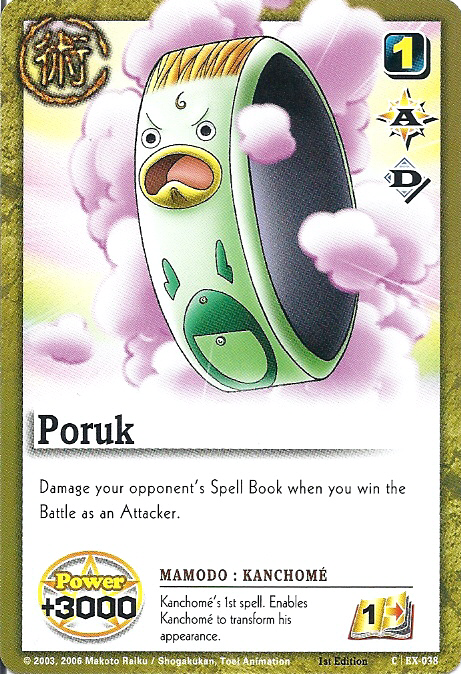 術
1
A
D
Poruk
Damage your opponent's Spell Book when you win the
Battle as an Attacker.
Power
+3000
MAMODO : KANCHOMÉ
Kanchomé's 1st spell. Enables
Kanchomé to transform his
appearance.
1
© 2003, 2006 Makoto Raiku / Shogakukan, Toei Animation
1st Edition
C | EX-038